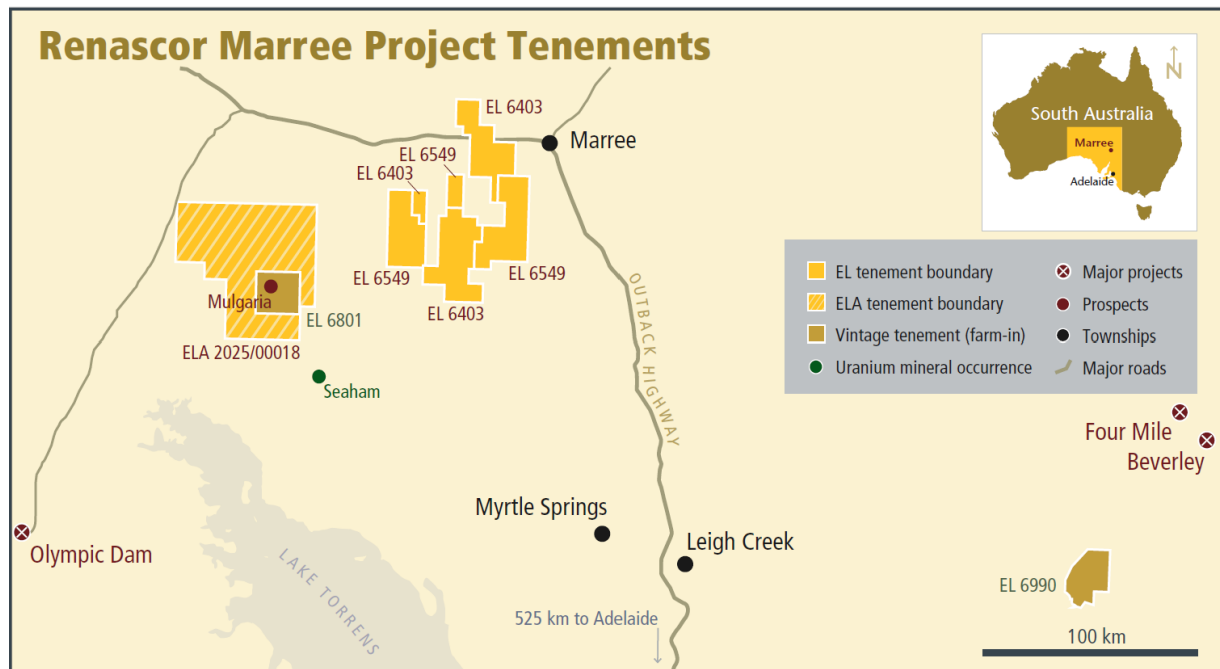 Renascor Marree Project Tenements
N
South Australia
Marree
Adelaide
EL 6403
Marree
EL 6549
EL 6403
EL 6549
EL 6549
EL 6403
Mulgaria
EL 6801
ELA 2025/00018
Seaham
OUTBACK HIGHWAY
EL tenement boundary
ELA tenement boundary
Vintage tenement (farm-in)
Uranium mineral occurrence
Major projects
Prospects
Townships
Major roads
Four Mile
Beverley
Myrtle Springs
Leigh Creek
Olympic Dam
LAKE TORRENS
EL 6990
525 km to Adelaide
100 km